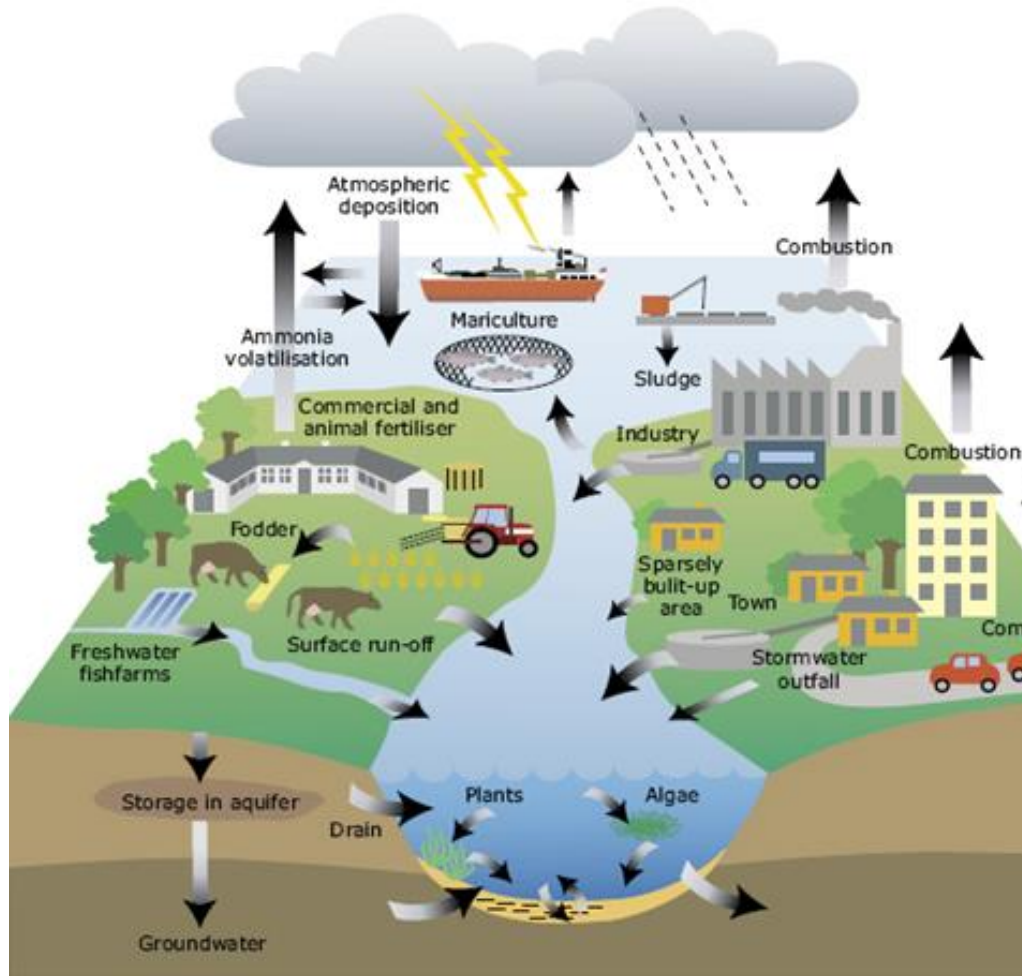 Atmospheric
deposition
Combustion
Mariculture
Ammonia
volatilisation
Sludge
Commercial and
animal fertiliser
Industry
Combustion
Fodder
Sparsely
bulit-up
area
Town
Surface run-off
Freshwater
fishfarms
Stormwater
outfall
Com
Storage in aquifer
Plants
Algae
Drain
Groundwater